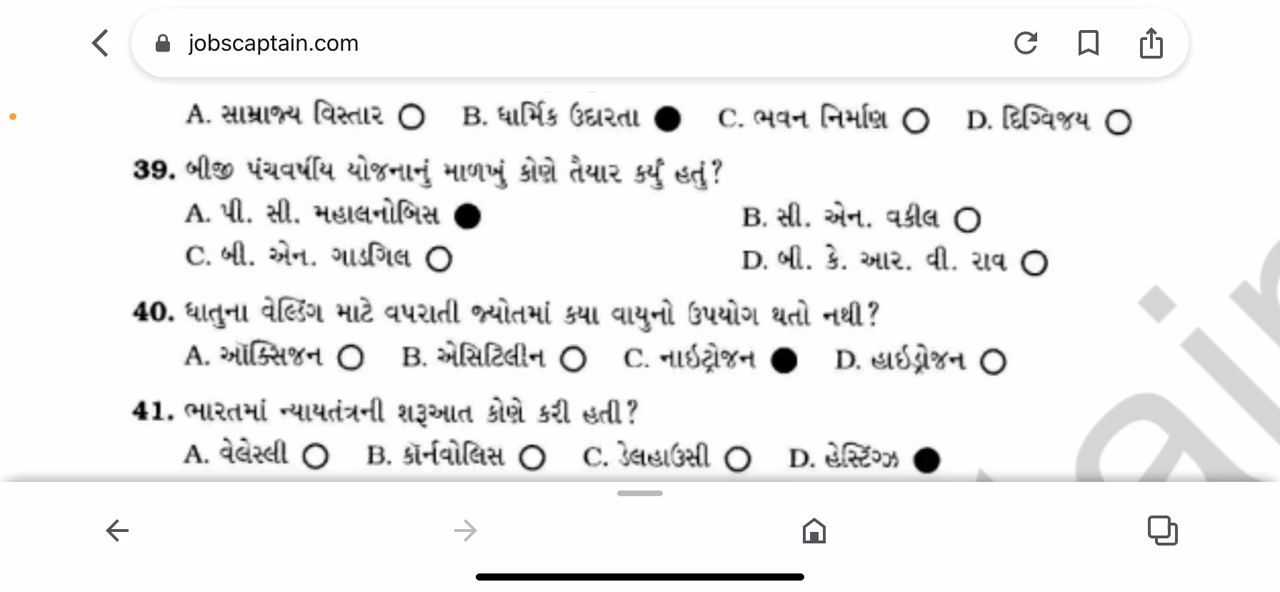 jobscaptain.com
A. સામ્રાજ્ય વિસ્તાર B. ધાર્મિક ઉદારતા C. ભવન નિર્માણ D. દિગ્વિજય
39. બીજી પંચવર્ષીય યોજનાનું માળખું કોણે તૈયાર કર્યું હતું?
A. પી. સી. મહાલનોબિસ B. સી. એન. વકીલ
C. બી. એન. ગાડગિલ D. બી. કે. આર. વી. રાવ
40. ધાતુના વેલ્ડિંગ માટે વપરાતી જ્યોતમાં કયા વાયુનો ઉપયોગ થતો નથી?
A. ઑક્સિજન B. એસિટિલીન C. નાઇટ્રોજન D. હાઇડ્રોજન
41. ભારતમાં ન્યાયતંત્રની શરૂઆત કોણે કરી હતી?
A. વેલેસ્લી B. કૉર્નવોલિસ C. ડેલહાઉસી D. હેસ્ટિંગ્ઝ